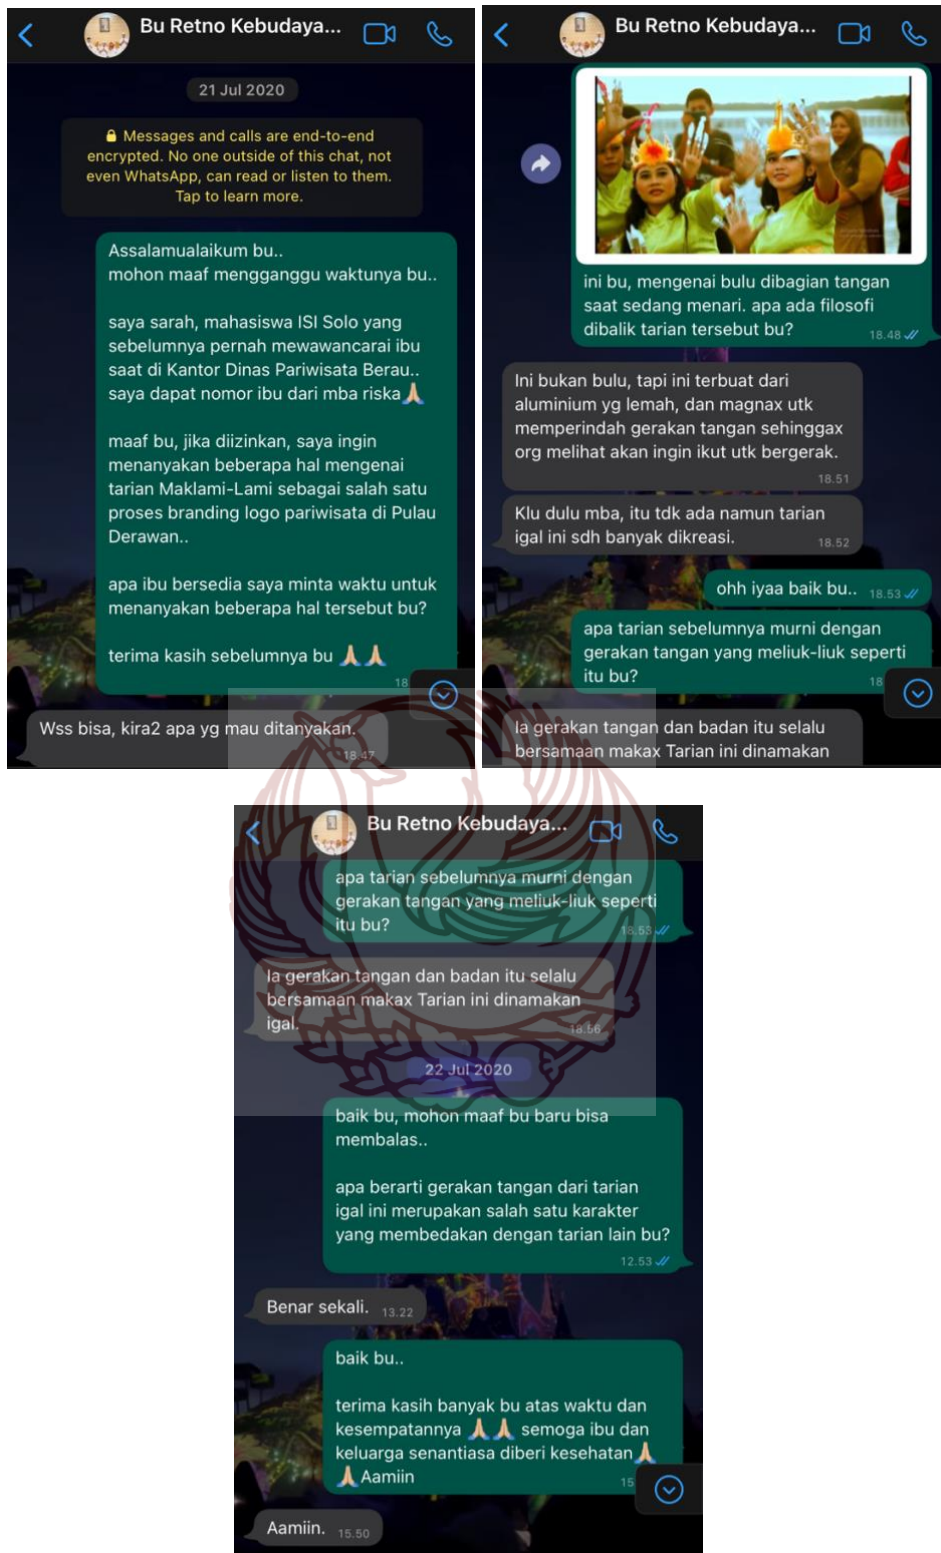 Bu Retno Kebudaya...
21 Jul 2020
Messages and calls are end-to-end
encrypted. No one outside of this chat, not
even WhatsApp, can read or listen to them.
Tap to learn more.
Assalamualaikum bu..
mohon maaf mengganggu waktunya bu..
saya sarah, mahasiswa ISI Solo yang
sebelumnya pernah mewawancarai ibu
saat di Kantor Dinas Pariwisata Berau..
saya dapat nomor ibu dari mba riska🙏🏻
maaf bu, jika diizinkan, saya ingin
menanyakan beberapa hal mengenai
tarian Maklami-Lami sebagai salah satu
proses branding logo pariwisata di Pulau
Derawan..
apa ibu bersedia saya minta waktu untuk
menanyakan beberapa hal tersebut bu?
terima kasih sebelumnya bu 🙏🏻🙏🏻
18
Wss bisa, kira2 apa yg mau ditanyakan.
18.47
Bu Retno Kebudaya...
ini bu, mengenai bulu dibagian tangan
saat sedang menari. apa ada filosofi
dibalik tarian tersebut bu?
18.48
Ini bukan bulu, tapi ini terbuat dari
aluminium yg lemah, dan magnax utk
memperindah gerakan tangan sehinggax
org melihat akan ingin ikut utk bergerak.
18.51
Klu dulu mba, itu tdk ada namun tarian
igal ini sdh banyak dikreasi.
18.52
ohh iyaa baik bu..
18.53
apa tarian sebelumnya murni dengan
gerakan tangan yang meliuk-liuk seperti
itu bu?
18
Ia gerakan tangan dan badan itu selalu
bersamaan makax Tarian ini dinamakan
Bu Retno Kebudaya...
apa tarian sebelumnya murni dengan
gerakan tangan yang meliuk-liuk seperti
itu bu?
18.53
Ia gerakan tangan dan badan itu selalu
bersamaan makax Tarian ini dinamakan
igal.
18.56
22 Jul 2020
baik bu, mohon maaf bu baru bisa
membalas..
apa berarti gerakan tangan dari tarian
igal ini merupakan salah satu karakter
yang membedakan dengan tarian lain bu?
12.53
Benar sekali.
13.22
baik bu..
terima kasih banyak bu atas waktu dan
kesempatannya 🙏🏻🙏🏻 semoga ibu dan
keluarga senantiasa diberi kesehatan🙏🏻
🙏🏻Aamiin
15
Aamiin.
15.50